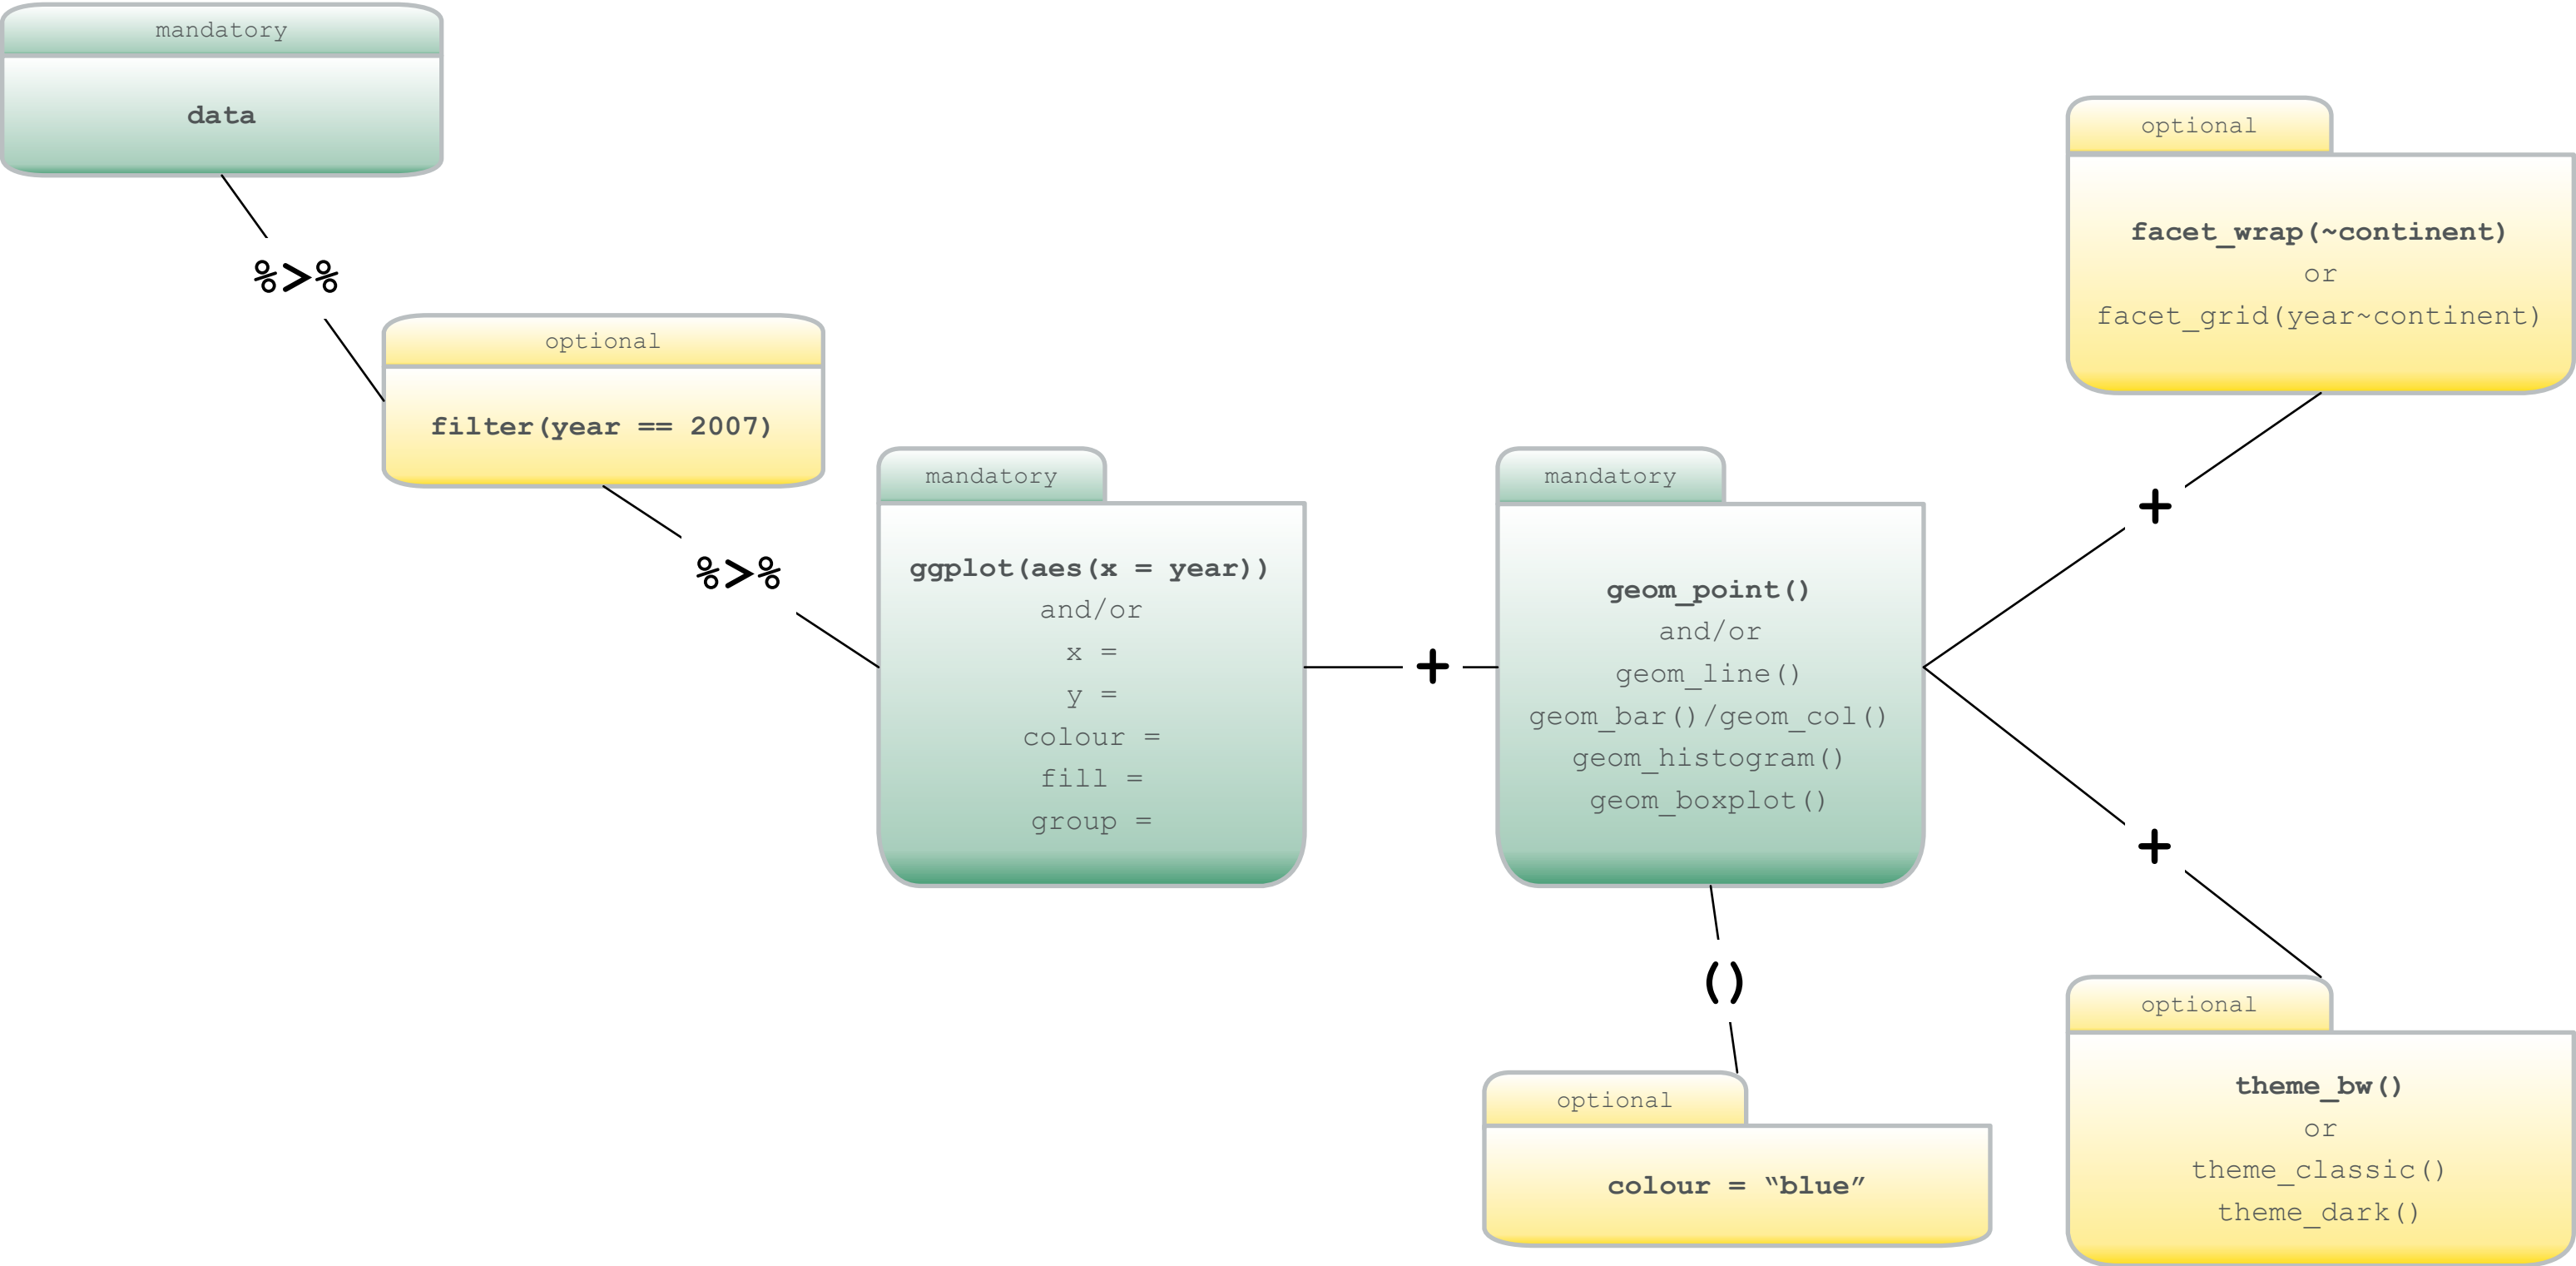 mandatory
data
%>%
optional
filter(year == 2007)
%>%
mandatory
ggplot(aes(x = year))
and/or
x =
y =
colour =
fill =
group =
+
mandatory
geom_point()
and/or
geom_line()
geom_bar()/geom_col()
geom_histogram()
geom_boxplot()
()
optional
colour = “blue”
+
optional
facet_wrap(~continent)
or
facet_grid(year~continent)
+
optional
theme_bw()
or
theme_classic()
theme_dark()